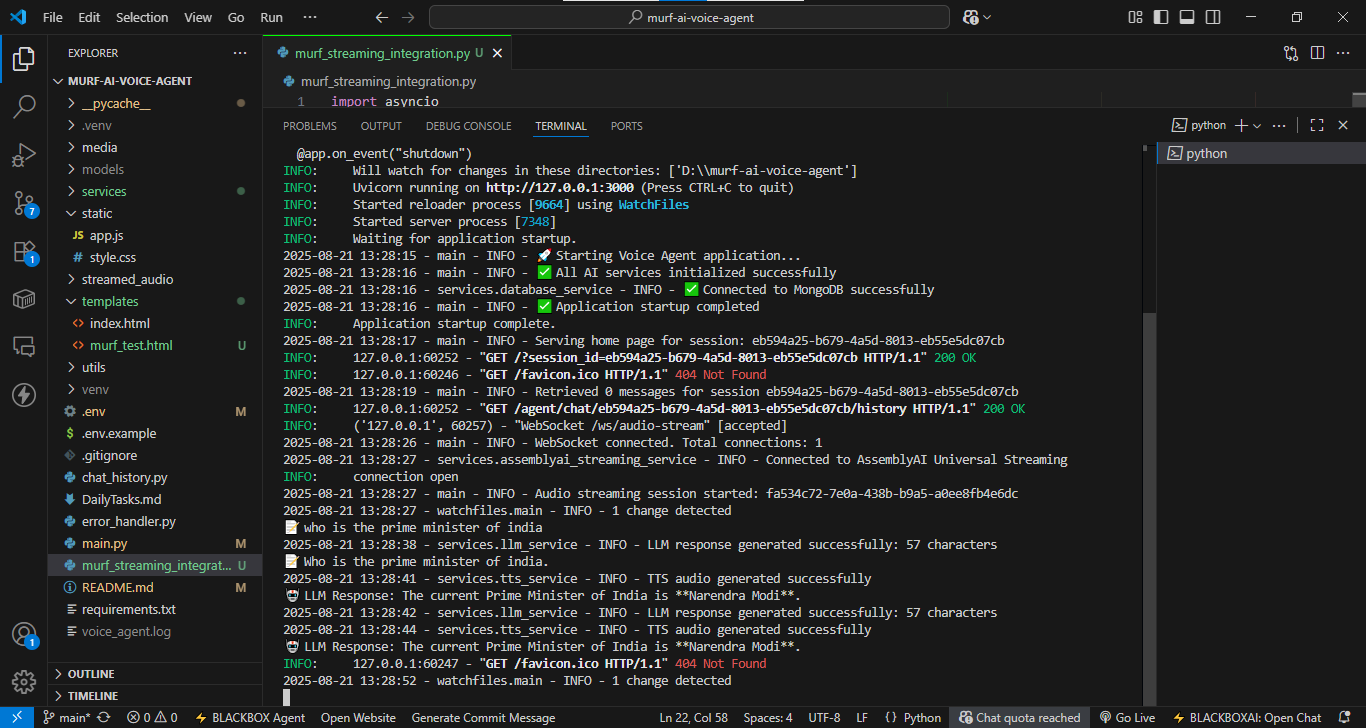 File Edit Selection View Go Run ··· murf-ai-voice-agent
EXPLORER ···
MURF-AI-VOICE-AGENT
__pycache__
.venv
media
models
services
static
JS app.js
# style.css
streamed_audio
templates
<> index.html
<> murf_test.html U
utils
venv
.env M
$ .env.example
.gitignore
chat_history.py
DailyTasks.md
error_handler.py
main.py M
murf_streaming_integrat... U
README.md M
requirements.txt
voice_agent.log
OUTLINE
TIMELINE
7
1
1
murf_streaming_integration.py U
murf_streaming_integration.py
1 import asyncio
PROBLEMS OUTPUT DEBUG CONSOLE TERMINAL PORTS
python
python
@app.on_event("shutdown")
INFO: Will watch for changes in these directories: ['D:\\murf-ai-voice-agent']
INFO: Uvicorn running on http://127.0.0.1:3000 (Press CTRL+C to quit)
INFO: Started reloader process [9664] using WatchFiles
INFO: Started server process [7348]
INFO: Waiting for application startup.
2025-08-21 13:28:15 - main - INFO - 🚀 Starting Voice Agent application...
2025-08-21 13:28:16 - main - INFO - ✅ All AI services initialized successfully
2025-08-21 13:28:16 - services.database_service - INFO - ✅ Connected to MongoDB successfully
2025-08-21 13:28:16 - main - INFO - ✅ Application startup completed
INFO: Application startup complete.
2025-08-21 13:28:17 - main - INFO - Serving home page for session: eb594a25-b679-4a5d-8013-eb55e5dc07cb
INFO: 127.0.0.1:60252 - "GET /?session_id=eb594a25-b679-4a5d-8013-eb55e5dc07cb HTTP/1.1" 200 OK
INFO: 127.0.0.1:60246 - "GET /favicon.ico HTTP/1.1" 404 Not Found
2025-08-21 13:28:19 - main - INFO - Retrieved 0 messages for session eb594a25-b679-4a5d-8013-eb55e5dc07cb
INFO: 127.0.0.1:60252 - "GET /agent/chat/eb594a25-b679-4a5d-8013-eb55e5dc07cb/history HTTP/1.1" 200 OK
INFO: ('127.0.0.1', 60257) - "WebSocket /ws/audio-stream" [accepted]
2025-08-21 13:28:26 - main - INFO - WebSocket connected. Total connections: 1
2025-08-21 13:28:27 - services.assemblyai_streaming_service - INFO - Connected to AssemblyAI Universal Streaming
INFO: connection open
2025-08-21 13:28:27 - main - INFO - Audio streaming session started: fa534c72-7e0a-438b-b9a5-a0ee8fb4e6dc
2025-08-21 13:28:27 - watchfiles.main - INFO - 1 change detected
📝 who is the prime minister of india
2025-08-21 13:28:38 - services.llm_service - INFO - LLM response generated successfully: 57 characters
📝 Who is the prime minister of india.
2025-08-21 13:28:41 - services.tts_service - INFO - TTS audio generated successfully
🤖 LLM Response: The current Prime Minister of India is **Narendra Modi**.
2025-08-21 13:28:42 - services.llm_service - INFO - LLM response generated successfully: 57 characters
2025-08-21 13:28:44 - services.tts_service - INFO - TTS audio generated successfully
🤖 LLM Response: The current Prime Minister of India is **Narendra Modi**.
INFO: 127.0.0.1:60247 - "GET /favicon.ico HTTP/1.1" 404 Not Found
2025-08-21 13:28:52 - watchfiles.main - INFO - 1 change detected
main* 0 0 BLACKBOX Agent Open Website Generate Commit Message Ln 22, Col 58 Spaces: 4 UTF-8 LF {} Python Chat quota reached Go Live BLACKBOXAI: Open Chat